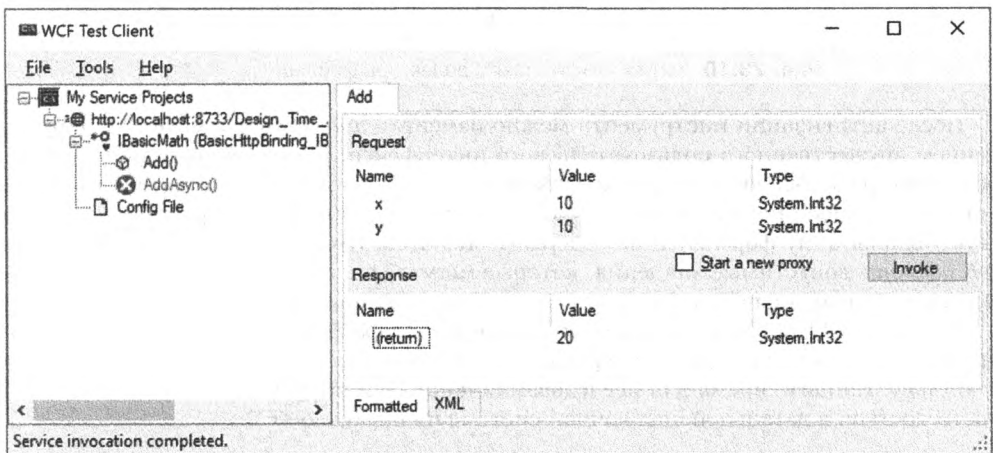 WCF Test Client
File Tools Help
My Service Projects
http://localhost:8733/Design_Time_
IBasicMath (BasicHttpBinding_IB
Add()
AddAsync()
Config File
Add
Request
Name Value Type
x 10 System.Int32
y 10 System.Int32
Start a new proxy Invoke
Response
Name Value Type
(return) 20 System.Int32
Formatted XML
Service invocation completed.